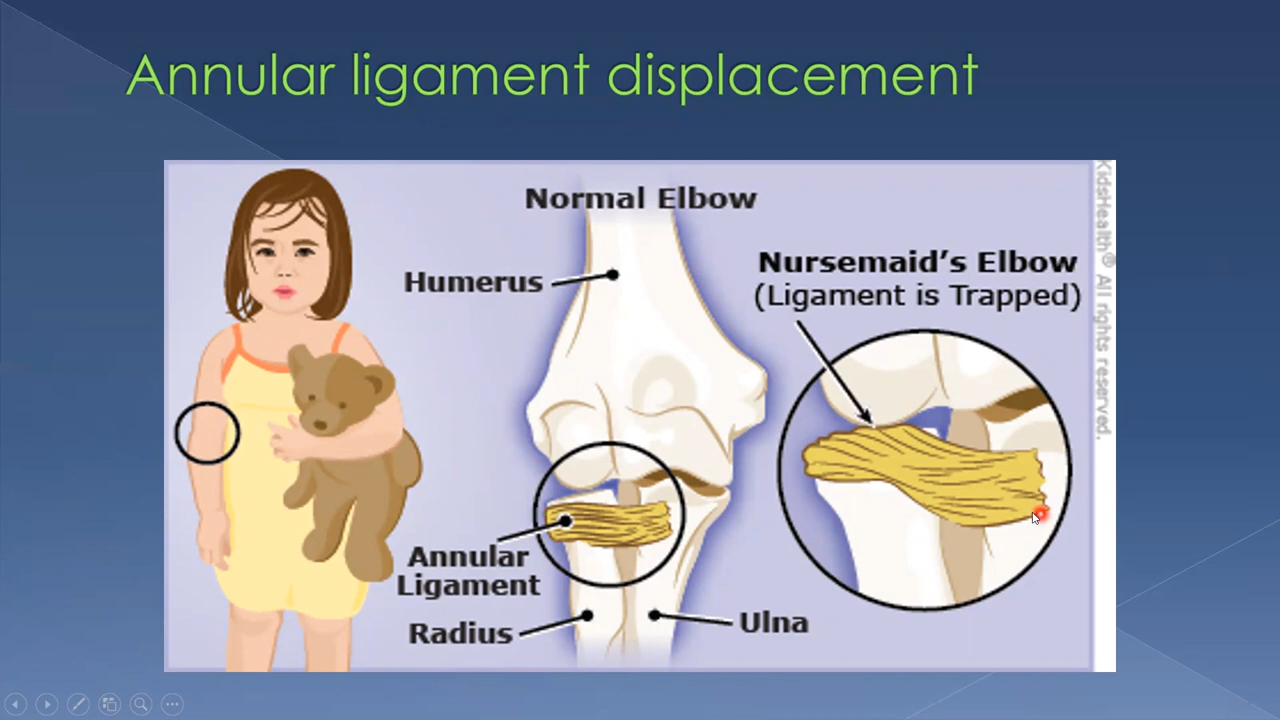 Annular ligament displacement
Normal Elbow
Humerus
Nursemaid's Elbow
(Ligament is Trapped)
Annular
Ligament
Radius
Ulna
KidsHealth® All rights reserved.